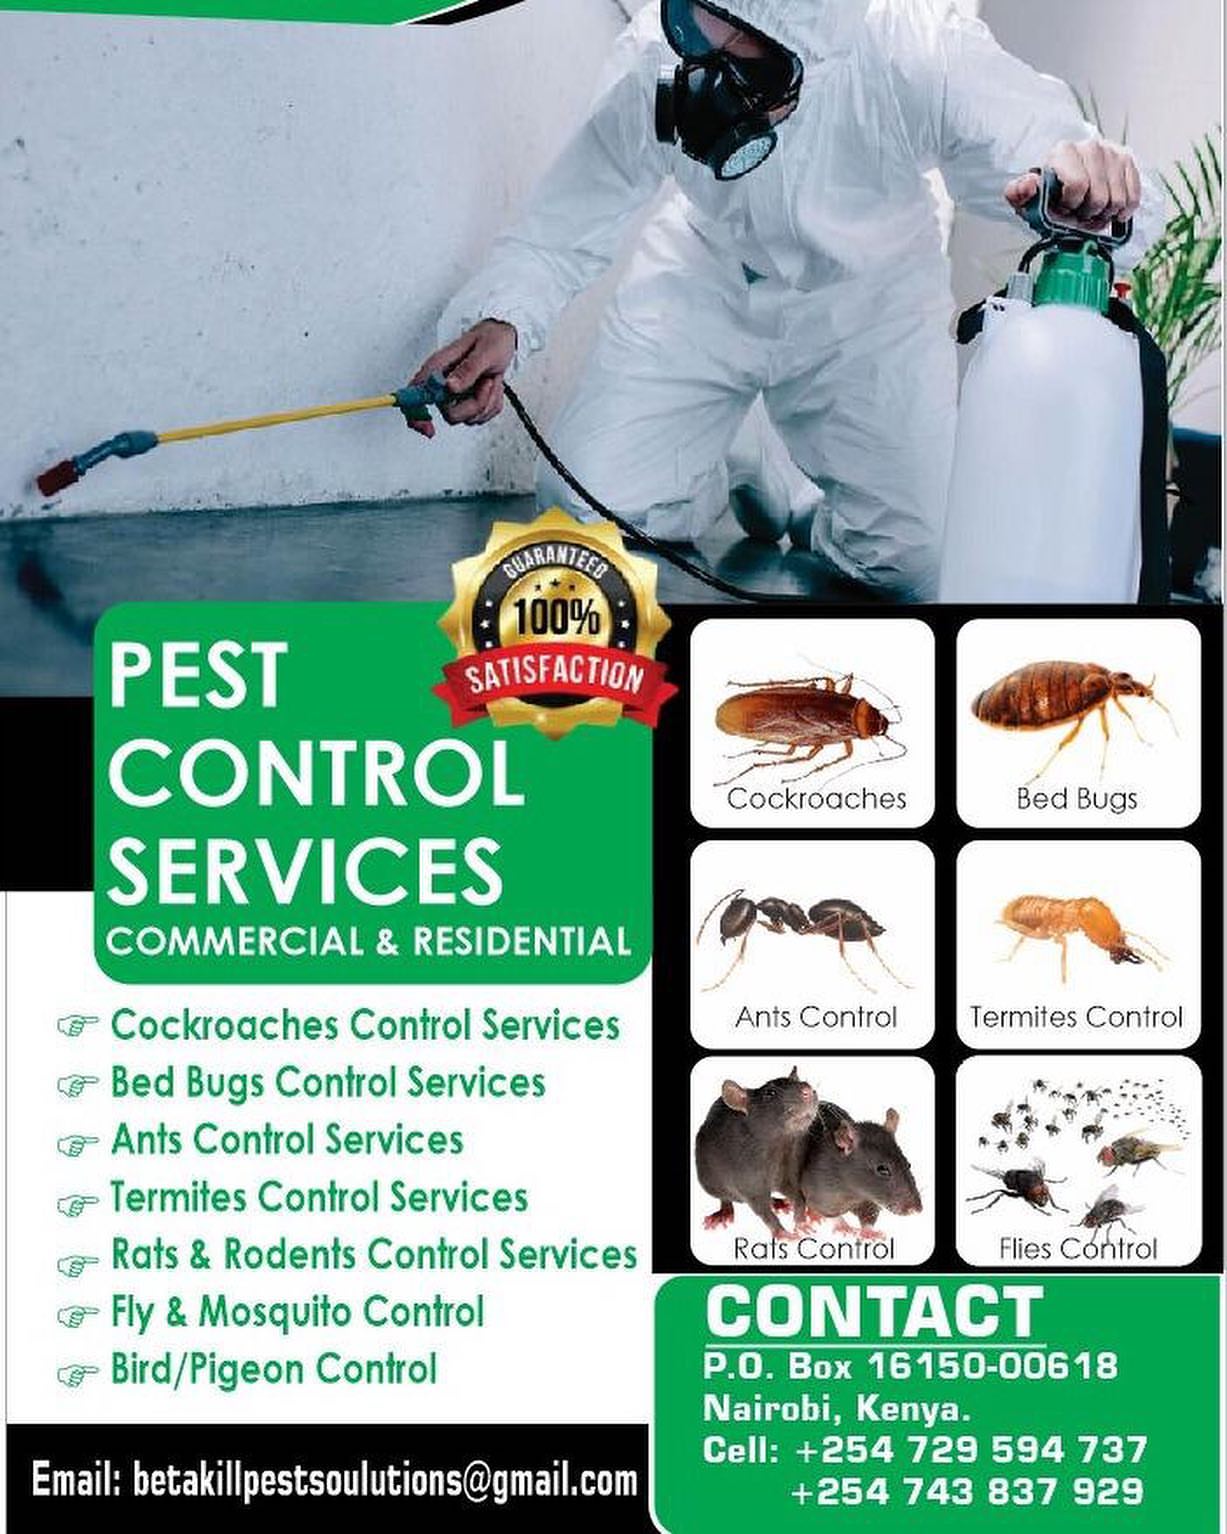 GUARANTEED
100%
SATISFACTION
PEST
CONTROL
SERVICES
COMMERCIAL & RESIDENTIAL
Cockroaches Control Services
Bed Bugs Control Services
Ants Control Services
Termites Control Services
Rats & Rodents Control Services
Fly & Mosquito Control
Bird/Pigeon Control
Email: betakillpestsoulutions@gmail.com
Cockroaches
Bed Bugs
Ants Control
Termites Control
Rats Control
Flies Control
CONTACT
P.O. Box 16150-00618
Nairobi, Kenya.
Cell: +254 729 594 737
+254 743 837 929